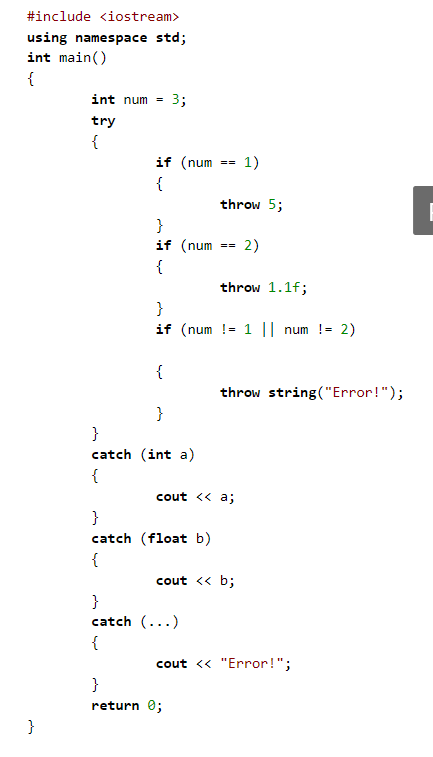 #include <iostream>
using namespace std;
int main()
{
int num = 3;
try
{
if (num == 1)
{
throw 5;
}
if (num == 2)
{
throw 1.1f;
}
if (num != 1 || num != 2)
{
throw string("Error!");
}
}
catch (int a)
{
cout << a;
}
catch (float b)
{
cout << b;
}
catch (...)
{
cout << "Error!";
}
return 0;
}